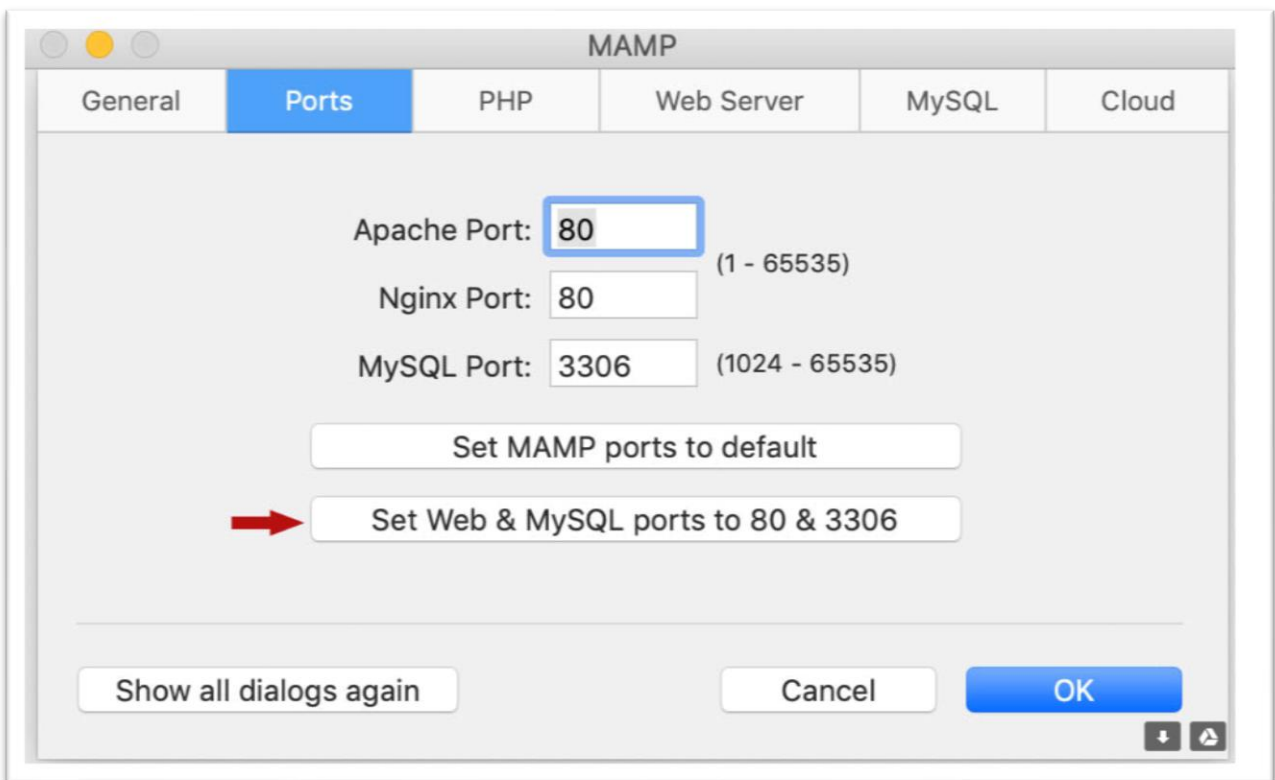 MAMP
General Ports PHP Web Server MySQL Cloud
Apache Port: 80
(1 - 65535)
Nginx Port: 80
MySQL Port: 3306 (1024 - 65535)
Set MAMP ports to default
Set Web & MySQL ports to 80 & 3306
Show all dialogs again Cancel OK